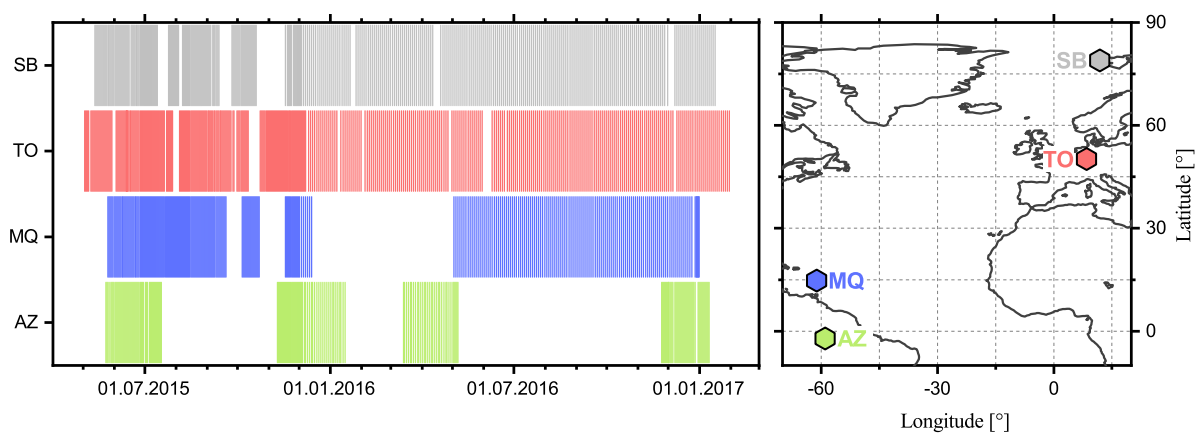 SB
TO
MQ
AZ
01.07.2015
01.01.2016
01.07.2016
01.01.2017
SB
TO
MQ
AZ
90
60
30
0
Latitude [°]
-60
-30
0
Longitude [°]